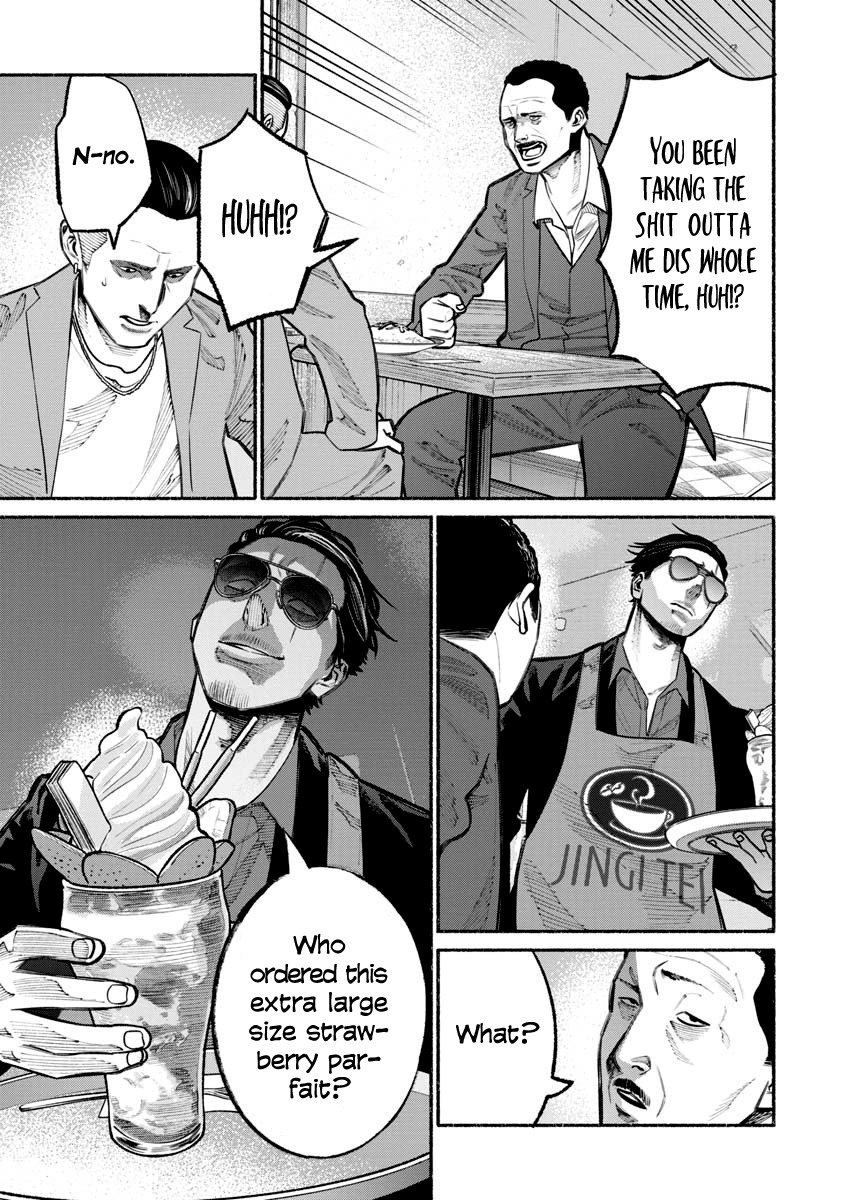 YOU BEEN
TAKING THE
SHIT OUTTA
ME DIS WHOLE
TIME, HUH!?
HUHH!?
N-no.
JINGI TEI
What?
Who
ordered this
extra large
size straw-
berry par-
fait?